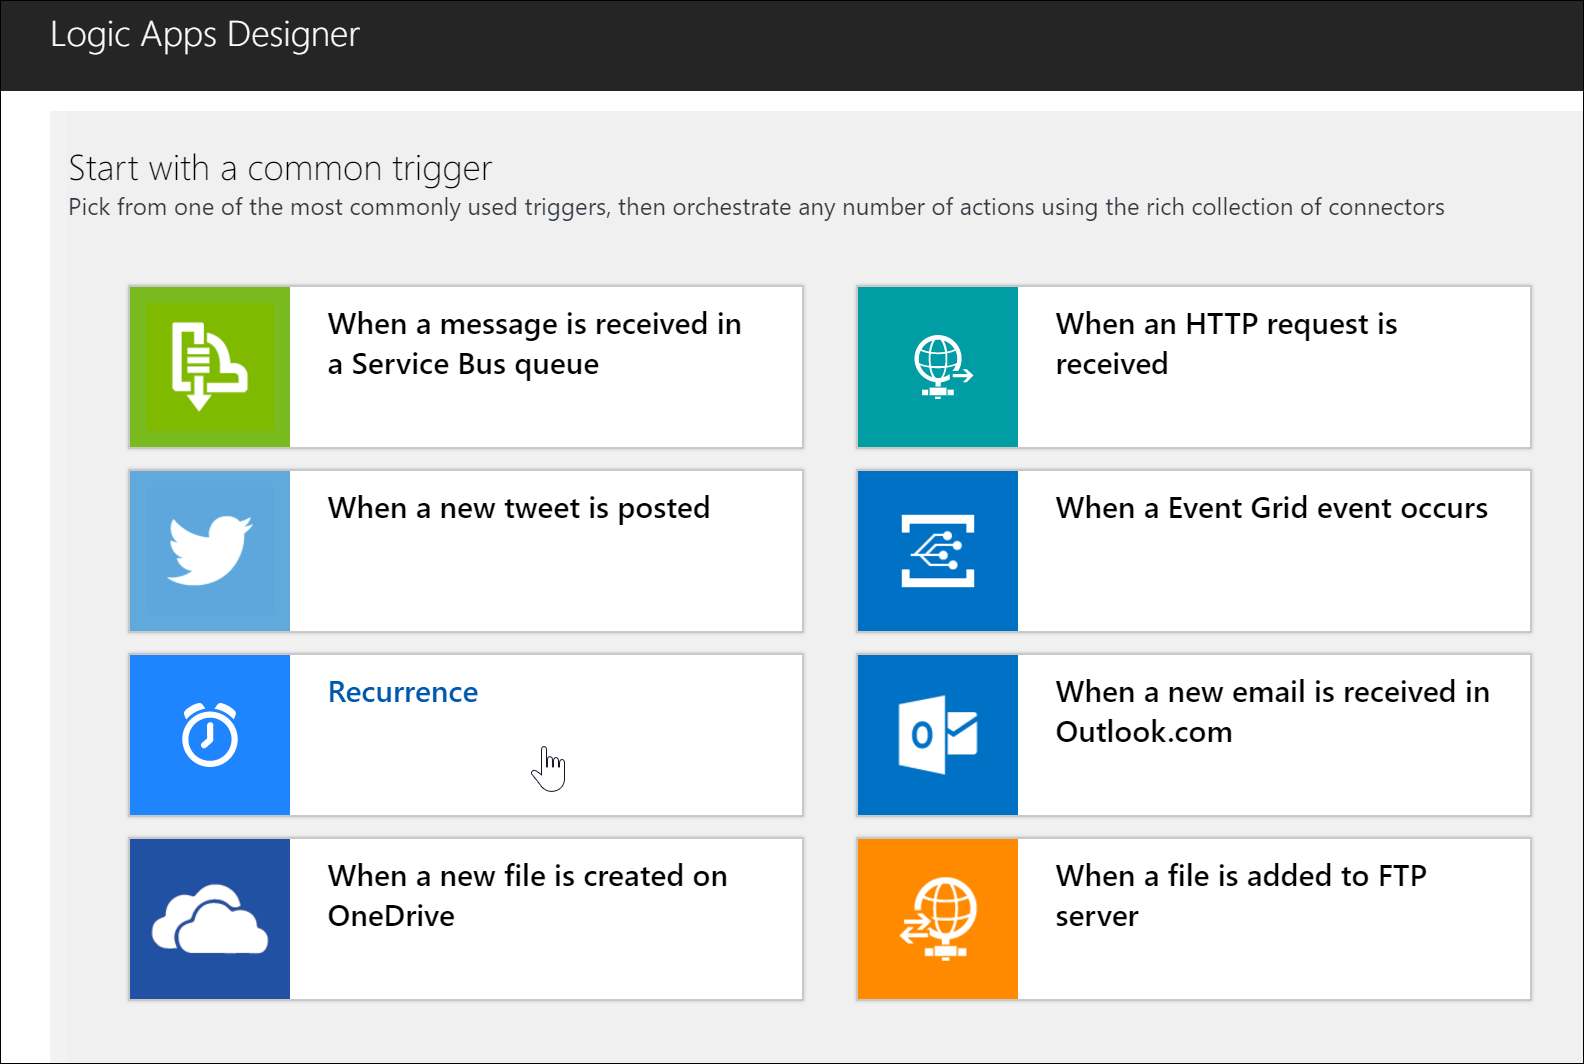 Logic Apps Designer
Start with a common trigger
Pick from one of the most commonly used triggers, then orchestrate any number of actions using the rich collection of connectors
When a message is received in
a Service Bus queue
When an HTTP request is
received
When a new tweet is posted
When a Event Grid event occurs
Recurrence
When a new email is received in
Outlook.com
When a new file is created on
OneDrive
When a file is added to FTP
server